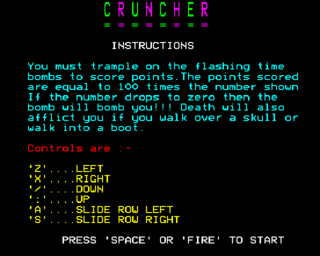 CRUNCHER
========
INSTRUCTIONS
You must trample on the flashing time
bombs to score points.The points scored
are equal to 100 times the number shown
If the number drops to zero then the
bomb will bomb you!!! Death will also
afflict you if you walk over a skull or
walk into a boot.
Controls are :-
'Z'....LEFT
'X'....RIGHT
'/'....DOWN
':'....UP
'A'....SLIDE ROW LEFT
'S'....SLIDE ROW RIGHT
PRESS 'SPACE' OR 'FIRE' TO START